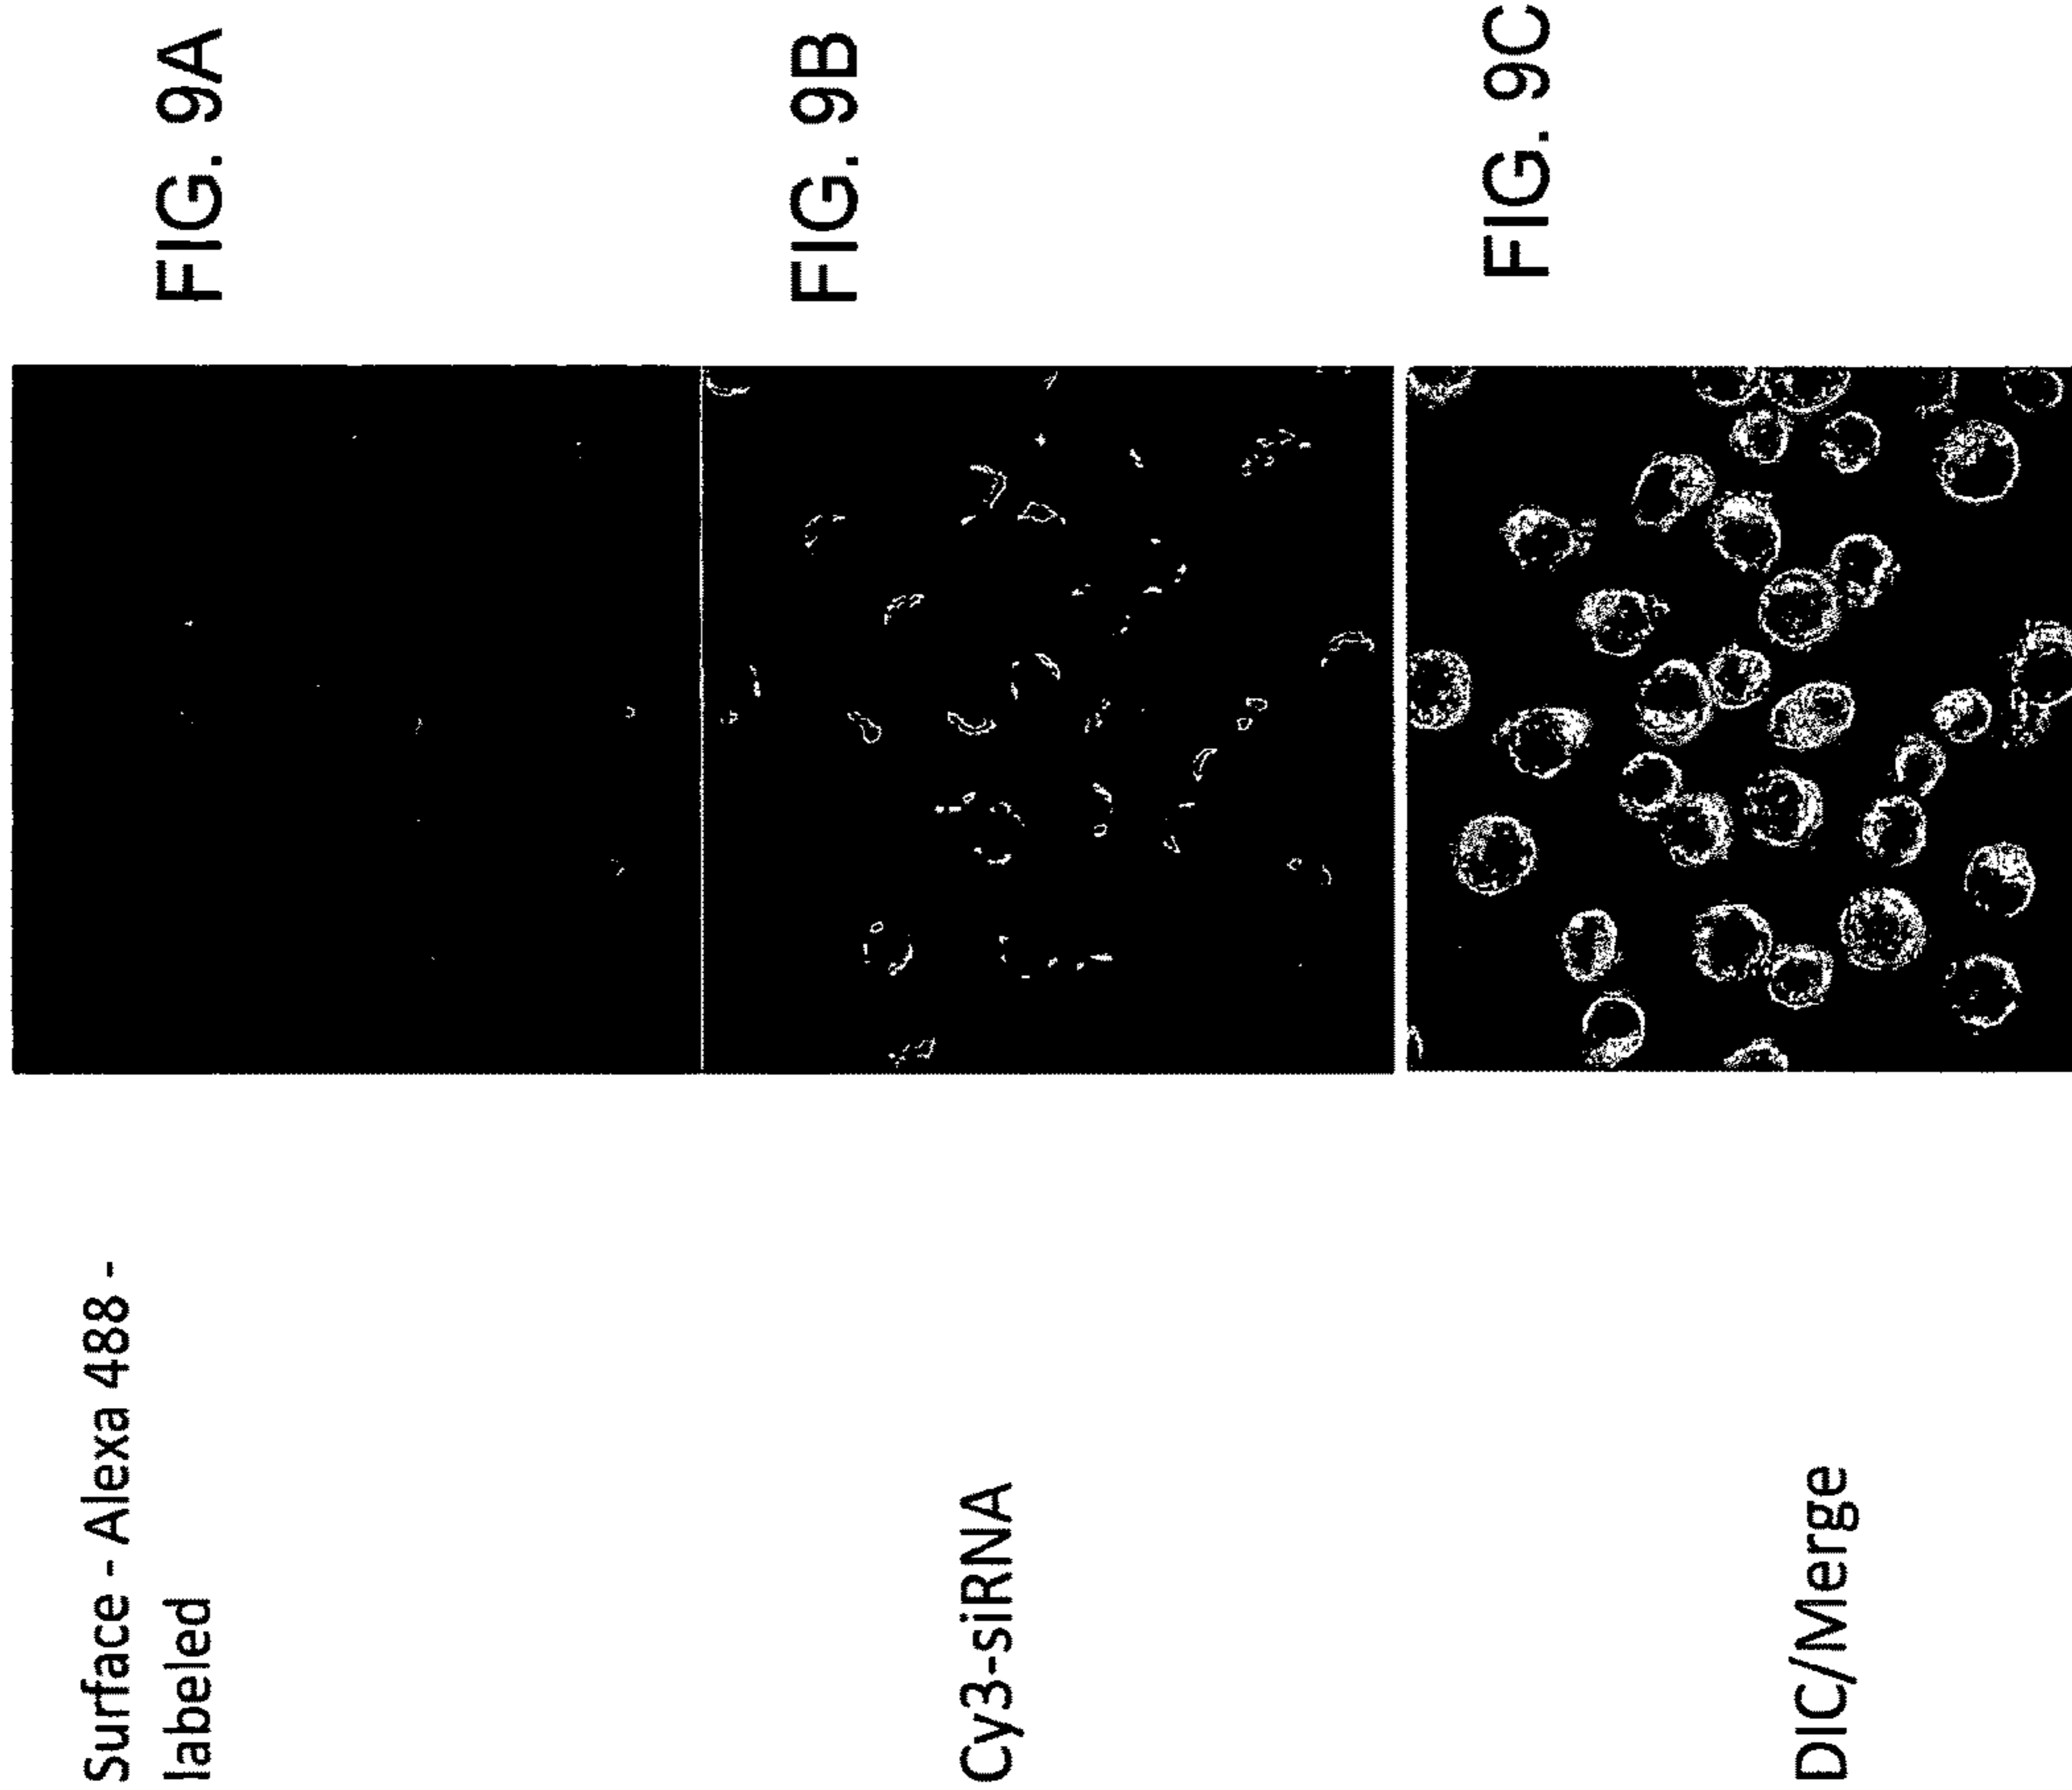 Surface - Alexa 488 -
labeled
FIG. 9A
Cy3-siRNA
FIG. 9B
DIC/Merge
FIG. 9C